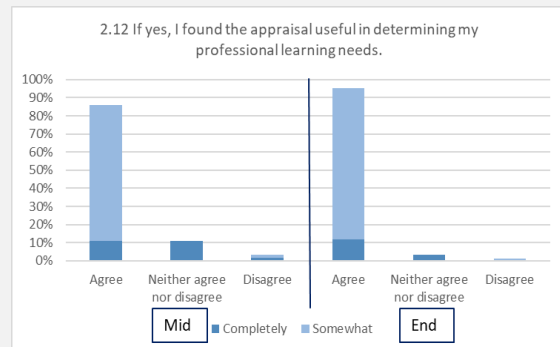 2.12 If yes, I found the appraisal useful in determining my
professional learning needs.
100%
90%
80%
70%
60%
50%
40%
30%
20%
10%
0%
Agree
Neither agree
nor disagree
Disagree
Agree
Neither agree
nor disagree
Disagree
Mid
Completely
Somewhat
End